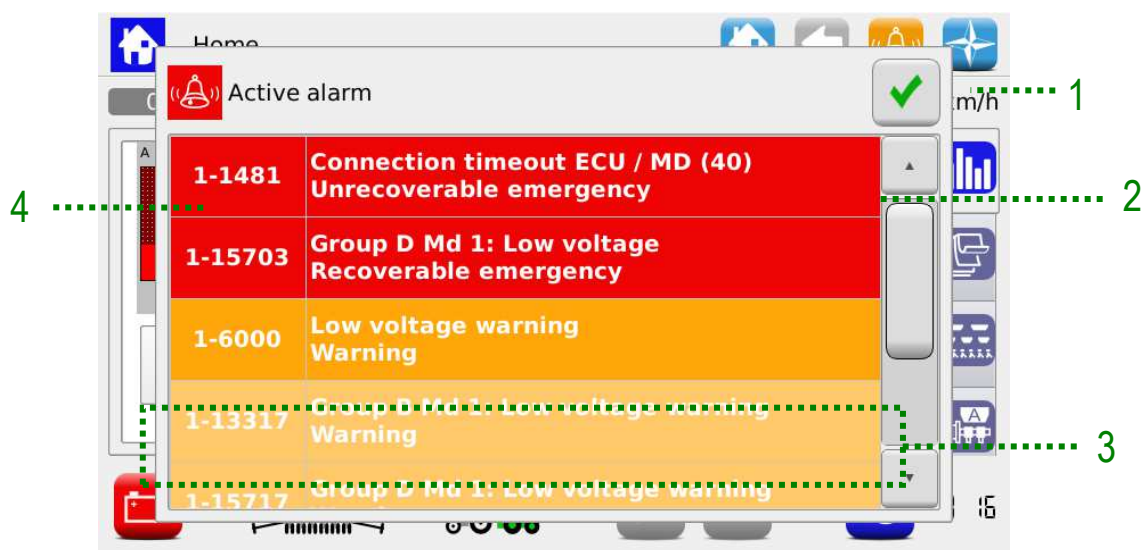 Home
Active alarm
km/h
1
1-1481
Connection timeout ECU / MD (40)
Unrecoverable emergency
2
4
1-15703
Group D Md 1: Low voltage
Recoverable emergency
1-6000
Low voltage warning
Warning
1-13317
Group D Md 1: Low voltage warning
Warning
3
1-15717
Group D Md 1: Low voltage warning
A
A
16